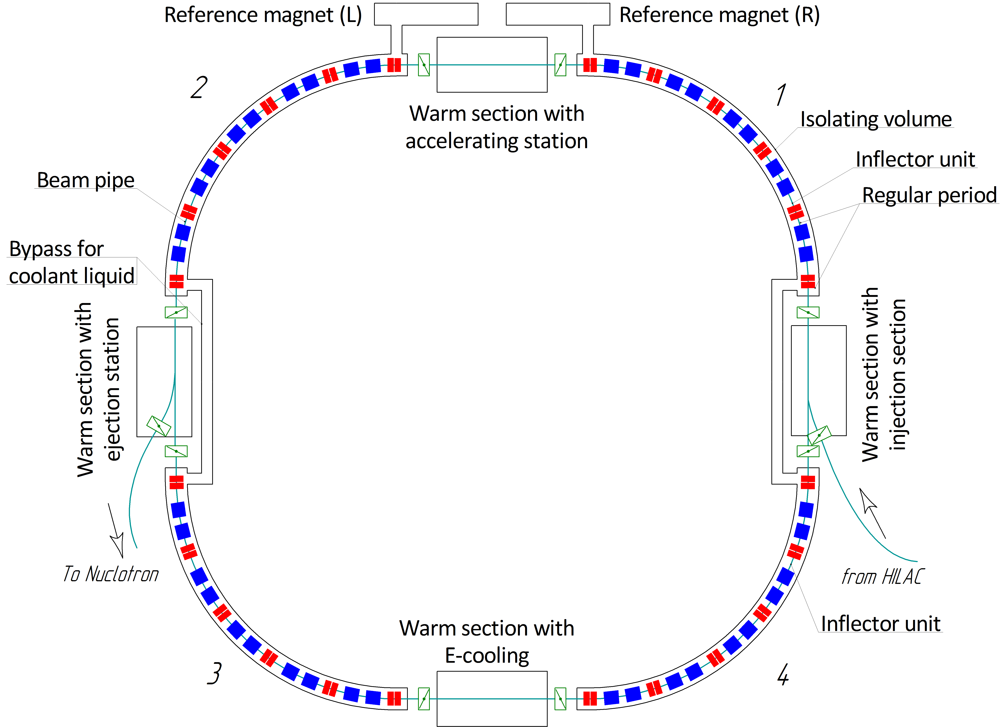 Reference magnet (L)
Reference magnet (R)
2
1
Warm section with
accelerating station
Isolating volume
Inflector unit
Regular period
Beam pipe
Bypass for
coolant liquid
Warm section with
ejection station
Warm section with
injection section
To Nuclotron
from HILAC
Warm section with
E-cooling
Inflector unit
3
4